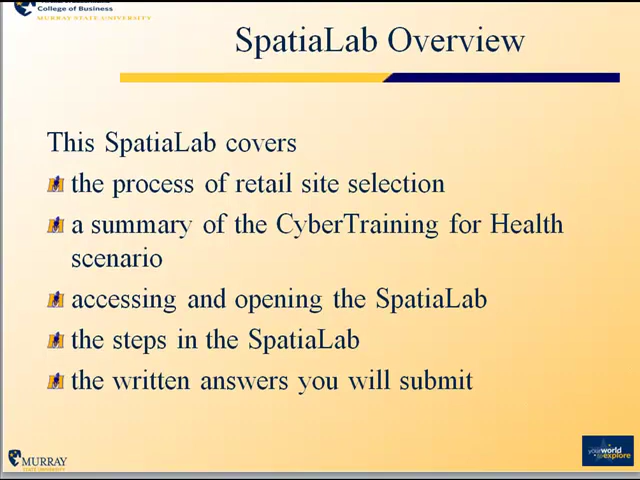 College of Business
MURRAY STATE UNIVERSITY
SpatiaLab Overview
This SpatiaLab covers
the process of retail site selection
a summary of the CyberTraining for Health
scenario
accessing and opening the SpatiaLab
the steps in the SpatiaLab
the written answers you will submit
MURRAY
STATE UNIVERSITY
your world
to explore